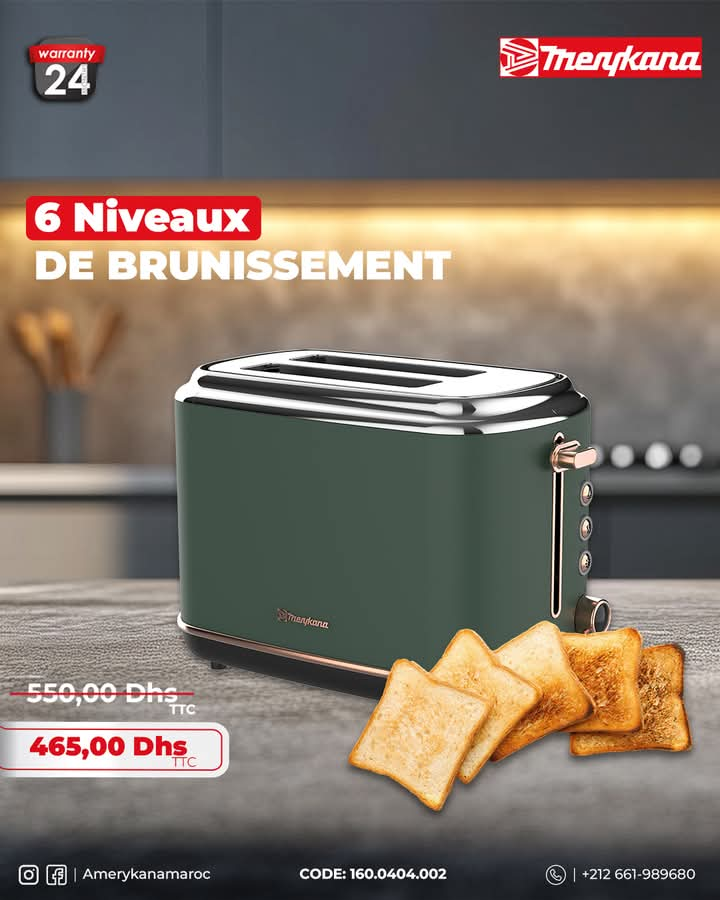 warranty
24
Amerykana
6 Niveaux
DE BRUNISSEMENT
Amerykana
550,00 Dhs
TTC
465,00 Dhs
TTC
| Amerykanamaroc
CODE: 160.0404.002
| +212 661-989680